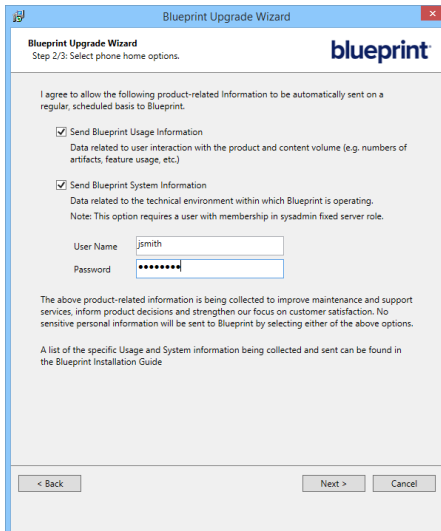 Blueprint Upgrade Wizard
Blueprint Upgrade Wizard
Step 2/3: Select phone home options.
blueprint
I agree to allow the following product-related Information to be automatically sent on a
regular, scheduled basis to Blueprint.
Send Blueprint Usage Information
Data related to user interaction with the product and content volume (e.g. numbers of
artifacts, feature usage, etc.)
Send Blueprint System Information
Data related to the technical environment within which Blueprint is operating.
Note: This option requires a user with membership in sysadmin fixed server role.
User Name jsmith
Password ••••••••
The above product-related information is being collected to improve maintenance and support
services, inform product decisions and strengthen our focus on customer satisfaction. No
sensitive personal information will be sent to Blueprint by selecting either of the above options.
A list of the specific Usage and System information being collected and sent can be found in
the Blueprint Installation Guide
< Back Next > Cancel